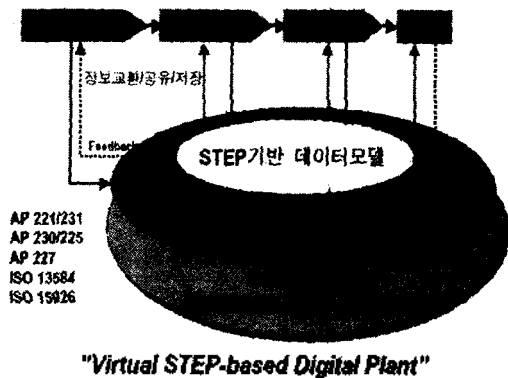 정보교환/공유/저장
Feedback
STEP기반 데이터모델
AP 221/231
AP 230/225
AP 227
ISO 13584
ISO 15926
"Virtual STEP-based Digital Plant"